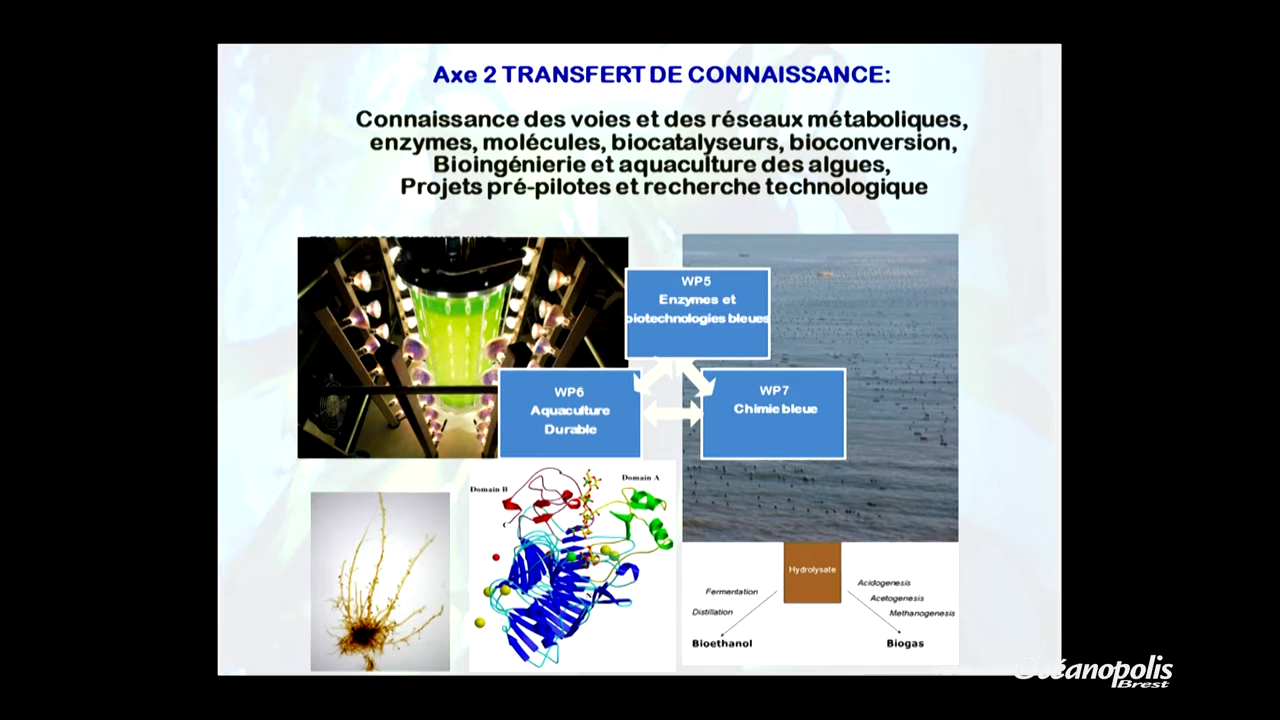 Axe 2 TRANSFERT DE CONNAISSANCE:
Connaissance des voies et des réseaux métaboliques,
enzymes, molécules, biocatalyseurs, bioconversion,
Bioingénierie et aquaculture des algues,
Projets pré-pilotes et recherche technologique
WP5
Enzymes et
biotechnologies bleues
WP6
Aquaculture
Durable
WP7
Chimie bleue
Domain B
Domain A
C
Hydrolysate
Fermentation
Distillation
Bioethanol
Acidogenesis
Acetogenesis
Methanogenesis
Biogas
Océanopolis
Brest